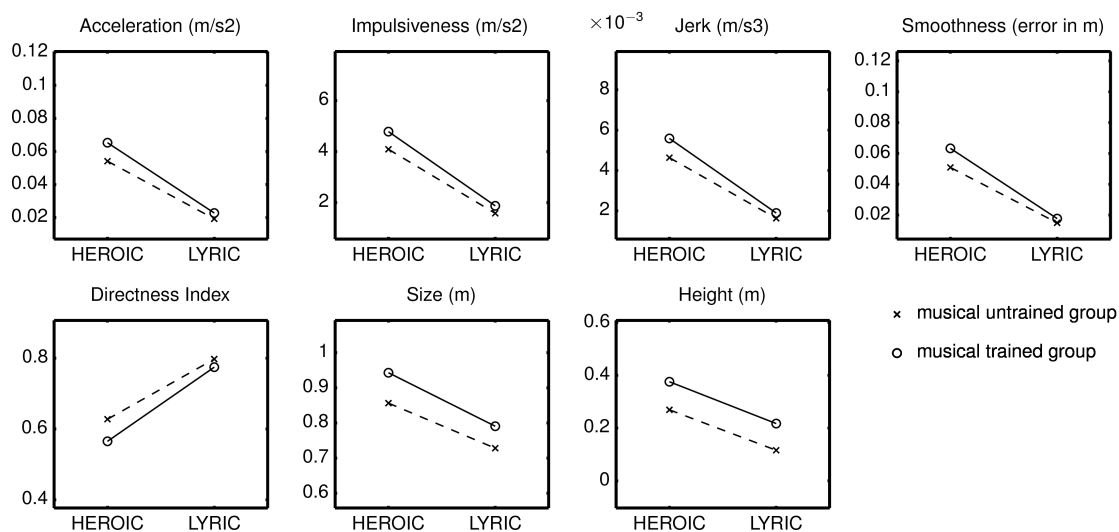 Acceleration (m/s2)
0.12
0.1
0.08
0.06
0.04
0.02
HEROIC LYRIC
Impulsiveness (m/s2)
6
4
2
HEROIC LYRIC
×10−3
Jerk (m/s3)
8
6
4
2
HEROIC LYRIC
Smoothness (error in m)
0.12
0.1
0.08
0.06
0.04
0.02
HEROIC LYRIC
Directness Index
0.8
0.6
0.4
HEROIC LYRIC
Size (m)
1
0.9
0.8
0.7
0.6
HEROIC LYRIC
Height (m)
0.6
0.4
0.2
0
HEROIC LYRIC
musical untrained group
musical trained group